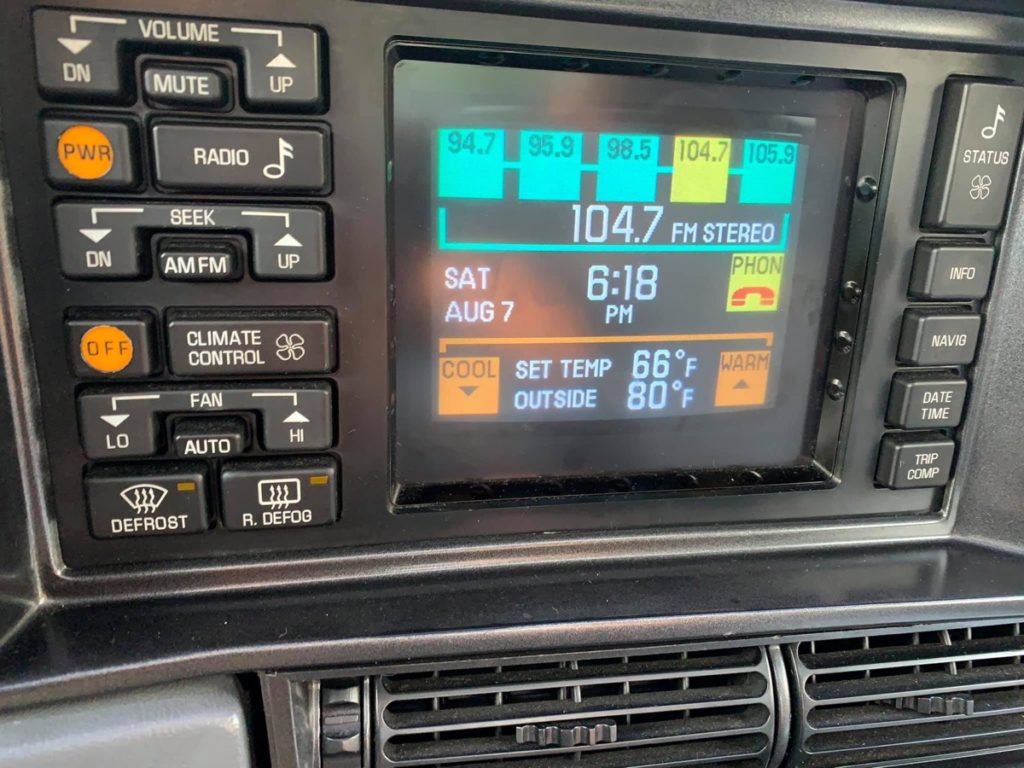 VOLUME
DN
MUTE
UP
PWR
RADIO
SEEK
DN
AM FM
UP
OFF
CLIMATE
CONTROL
FAN
LO
AUTO
HI
DEFROST
R. DEFOG
94.7 95.9 98.5 104.7 105.9
104.7 FM STEREO
SAT 6:18 PHON
AUG 7 PM
COOL SET TEMP 66°F WARM
OUTSIDE 80°F
STATUS
INFO
NAVIG
DATE
TIME
TRIP
COMP